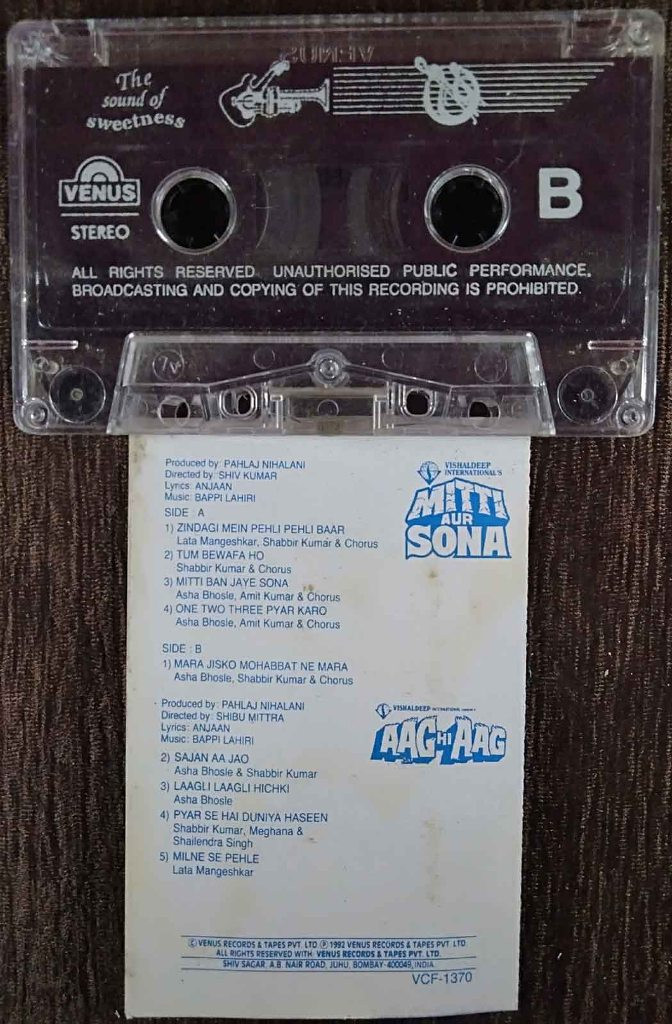 VENUS
The
sound of
sweetness
VENUS
STEREO
B
ALL RIGHTS RESERVED UNAUTHORISED PUBLIC PERFORMANCE.
BROADCASTING AND COPYING OF THIS RECORDING IS PROHIBITED.
Produced by: PAHLAJ NIHALANI
Directed by: SHIV KUMAR
Lyrics: ANJAAN
Music: BAPPI LAHIRI
VISHALDEEP
INTERNATIONAL'S
MITTI
AUR
SONA
SIDE : A
1) ZINDAGI MEIN PEHLI PEHLI BAAR
Lata Mangeshkar, Shabbir Kumar & Chorus
2) TUM BEWAFA HO
Shabbir Kumar & Chorus
3) MITTI BAN JAYE SONA
Asha Bhosle, Amit Kumar & Chorus
4) ONE TWO THREE PYAR KARO
Asha Bhosle, Amit Kumar & Chorus
SIDE : B
1) MARA JISKO MOHABBAT NE MARA
Asha Bhosle, Shabbir Kumar & Chorus
Produced by: PAHLAJ NIHALANI
Directed by: SHIBU MITTRA
Lyrics: ANJAAN
Music: BAPPI LAHIRI
VISHALDEEP INTERNATIONAL
AAG HI AAG
2) SAJAN AA JAO
Asha Bhosle & Shabbir Kumar
3) LAAGLI LAAGLI HICHKI
Asha Bhosle
4) PYAR SE HAI DUNIYA HASEEN
Shabbir Kumar, Meghana &
Shailendra Singh
5) MILNE SE PEHLE
Lata Mangeshkar
© VENUS RECORDS & TAPES PVT. LTD. ℗ 1992 VENUS RECORDS & TAPES PVT. LTD.
ALL RIGHTS RESERVED WITH VENUS RECORDS & TAPES PVT. LTD.
SHIV SAGAR, A.B. NAIR ROAD, JUHU, BOMBAY-400049, INDIA.
VCF-1370